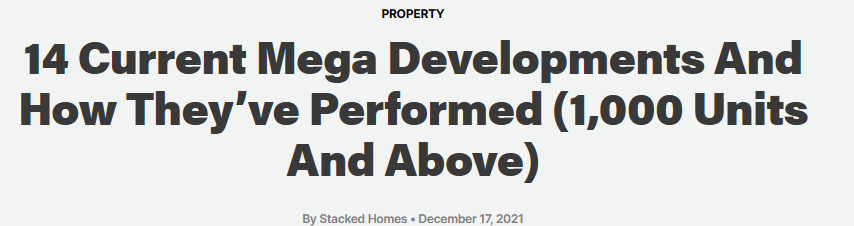 PROPERTY
14 Current Mega Developments And
How They’ve Performed (1,000 Units
And Above)
By Stacked Homes • December 17, 2021